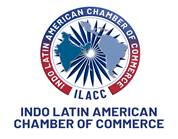 INDO LATIN AMERICAN CHAMBER OF COMMERCE
ILACC
INDO LATIN AMERICAN
CHAMBER OF COMMERCE